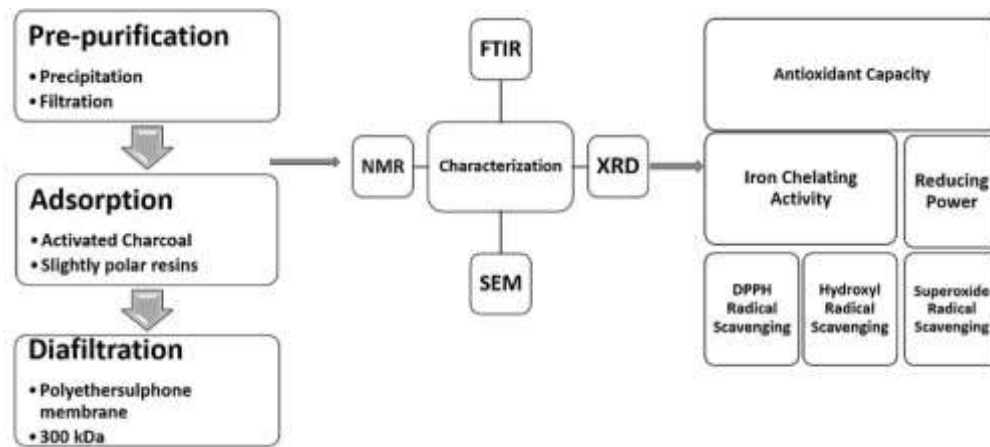 Pre-purification
• Precipitation
• Filtration
Adsorption
• Activated Charcoal
• Slightly polar resins
Diafiltration
• Polyethersulphone
membrane
• 300 kDa
FTIR
NMR
Characterization
XRD
SEM
Antioxidant Capacity
Iron Chelating
Activity
Reducing
Power
DPPH
Radical
Scavenging
Hydroxyl
Radical
Scavenging
Superoxide
Radical
Scavenging